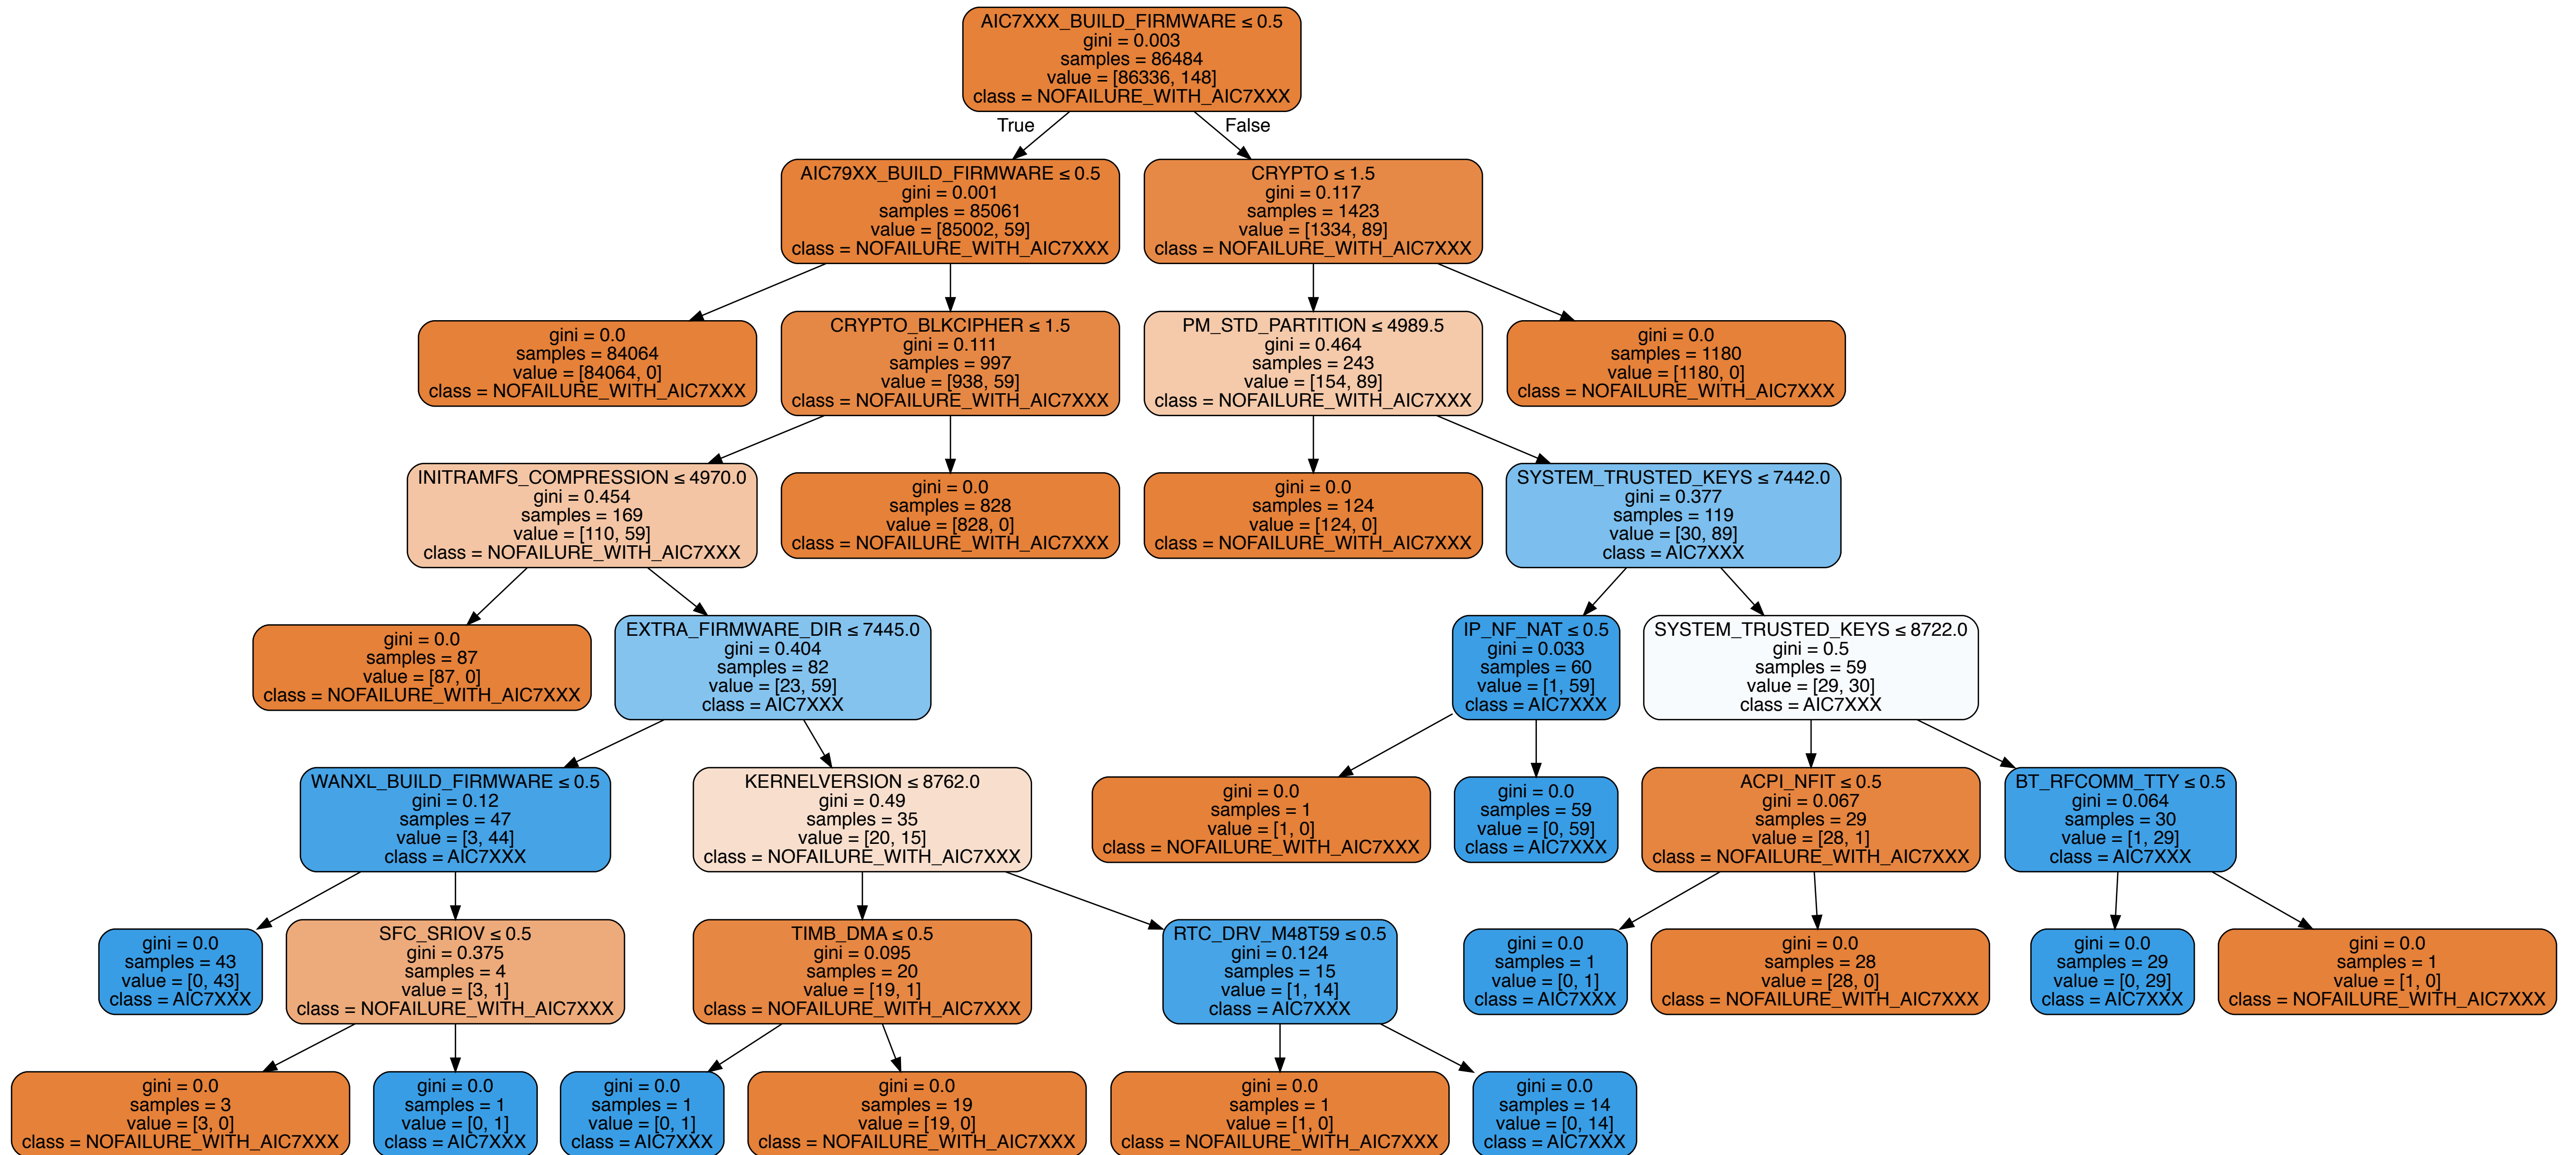 AIC7XXX_BUILD_FIRMWARE ≤ 0.5
gini = 0.003
samples = 86484
value = [86336, 148]
class = NOFAILURE_WITH_AIC7XXX
True
False
AIC79XX_BUILD_FIRMWARE ≤ 0.5
gini = 0.001
samples = 85061
value = [85002, 59]
class = NOFAILURE_WITH_AIC7XXX
CRYPTO ≤ 1.5
gini = 0.117
samples = 1423
value = [1334, 89]
class = NOFAILURE_WITH_AIC7XXX
gini = 0.0
samples = 84064
value = [84064, 0]
class = NOFAILURE_WITH_AIC7XXX
CRYPTO_BLKCIPHER ≤ 1.5
gini = 0.111
samples = 997
value = [938, 59]
class = NOFAILURE_WITH_AIC7XXX
PM_STD_PARTITION ≤ 4989.5
gini = 0.464
samples = 243
value = [154, 89]
class = NOFAILURE_WITH_AIC7XXX
gini = 0.0
samples = 1180
value = [1180, 0]
class = NOFAILURE_WITH_AIC7XXX
INITRAMFS_COMPRESSION ≤ 4970.0
gini = 0.454
samples = 169
value = [110, 59]
class = NOFAILURE_WITH_AIC7XXX
gini = 0.0
samples = 828
value = [828, 0]
class = NOFAILURE_WITH_AIC7XXX
gini = 0.0
samples = 124
value = [124, 0]
class = NOFAILURE_WITH_AIC7XXX
SYSTEM_TRUSTED_KEYS ≤ 7442.0
gini = 0.377
samples = 119
value = [30, 89]
class = AIC7XXX
gini = 0.0
samples = 87
value = [87, 0]
class = NOFAILURE_WITH_AIC7XXX
EXTRA_FIRMWARE_DIR ≤ 7445.0
gini = 0.404
samples = 82
value = [23, 59]
class = AIC7XXX
IP_NF_NAT ≤ 0.5
gini = 0.033
samples = 60
value = [1, 59]
class = AIC7XXX
SYSTEM_TRUSTED_KEYS ≤ 8722.0
gini = 0.5
samples = 59
value = [29, 30]
class = AIC7XXX
WANXL_BUILD_FIRMWARE ≤ 0.5
gini = 0.12
samples = 47
value = [3, 44]
class = AIC7XXX
KERNELVERSION ≤ 8762.0
gini = 0.49
samples = 35
value = [20, 15]
class = NOFAILURE_WITH_AIC7XXX
gini = 0.0
samples = 1
value = [1, 0]
class = NOFAILURE_WITH_AIC7XXX
gini = 0.0
samples = 59
value = [0, 59]
class = AIC7XXX
ACPI_NFIT ≤ 0.5
gini = 0.067
samples = 29
value = [28, 1]
class = NOFAILURE_WITH_AIC7XXX
BT_RFCOMM_TTY ≤ 0.5
gini = 0.064
samples = 30
value = [1, 29]
class = AIC7XXX
gini = 0.0
samples = 43
value = [0, 43]
class = AIC7XXX
SFC_SRIOV ≤ 0.5
gini = 0.375
samples = 4
value = [3, 1]
class = NOFAILURE_WITH_AIC7XXX
TIMB_DMA ≤ 0.5
gini = 0.095
samples = 20
value = [19, 1]
class = NOFAILURE_WITH_AIC7XXX
RTC_DRV_M48T59 ≤ 0.5
gini = 0.124
samples = 15
value = [1, 14]
class = AIC7XXX
gini = 0.0
samples = 1
value = [0, 1]
class = AIC7XXX
gini = 0.0
samples = 28
value = [28, 0]
class = NOFAILURE_WITH_AIC7XXX
gini = 0.0
samples = 29
value = [0, 29]
class = AIC7XXX
gini = 0.0
samples = 1
value = [1, 0]
class = NOFAILURE_WITH_AIC7XXX
gini = 0.0
samples = 3
value = [3, 0]
class = NOFAILURE_WITH_AIC7XXX
gini = 0.0
samples = 1
value = [0, 1]
class = AIC7XXX
gini = 0.0
samples = 1
value = [0, 1]
class = AIC7XXX
gini = 0.0
samples = 19
value = [19, 0]
class = NOFAILURE_WITH_AIC7XXX
gini = 0.0
samples = 1
value = [1, 0]
class = NOFAILURE_WITH_AIC7XXX
gini = 0.0
samples = 14
value = [0, 14]
class = AIC7XXX